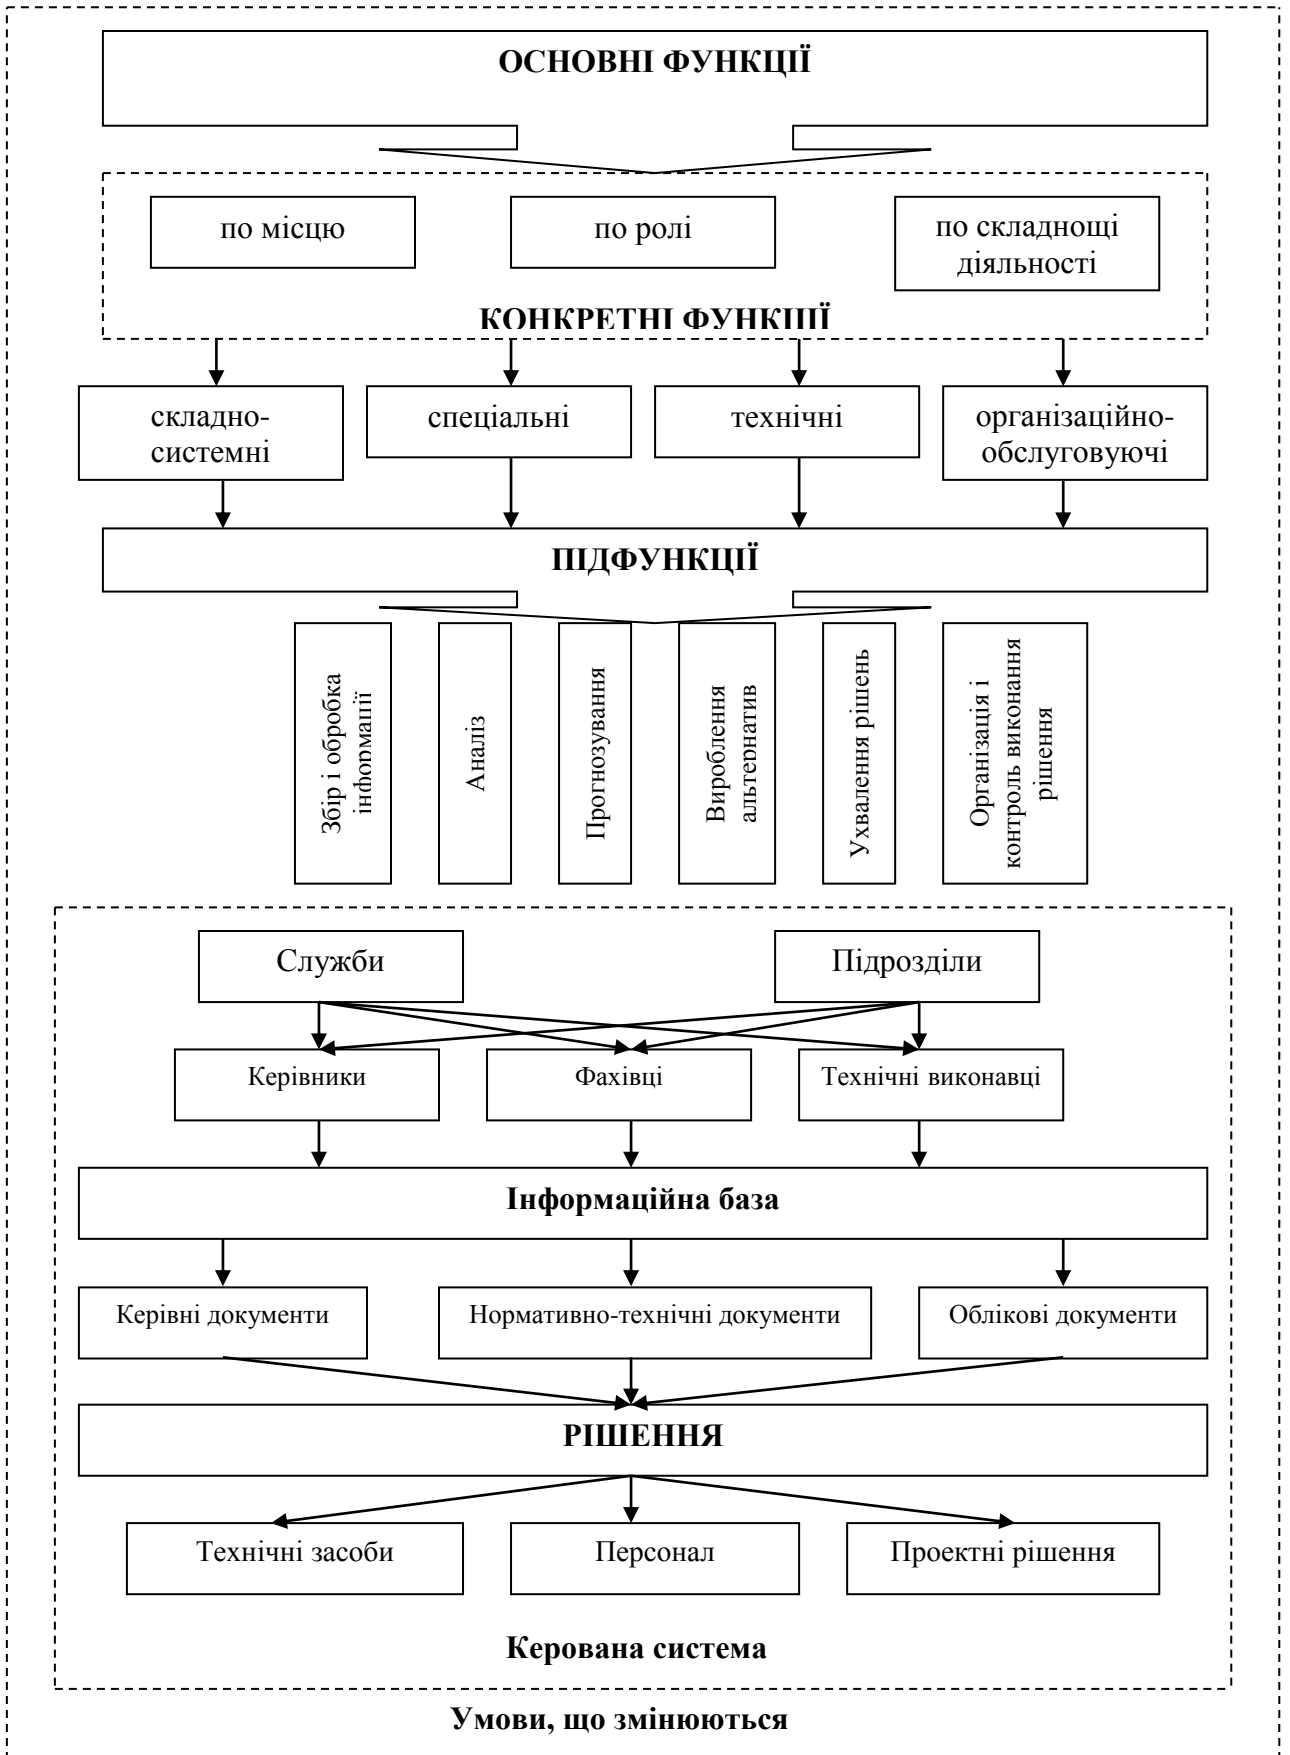 ОСНОВНІ ФУНКЦІЇ
по місцю
по ролі
по складнощі
діяльності
КОНКРЕТНІ ФУНКЦІЇ
складно-
системні
спеціальні
технічні
організаційно-
обслуговуючі
ПІДФУНКЦІЇ
Збір і обробка
інформації
Аналіз
Прогнозування
Вироблення
альтернатив
Ухвалення рішень
Організація і
контроль виконання
рішення
Служби
Підрозділи
Керівники
Фахівці
Технічні виконавці
Інформаційна база
Керівні документи
Нормативно-технічні документи
Облікові документи
РІШЕННЯ
Технічні засоби
Персонал
Проектні рішення
Керована система
Умови, що змінюються